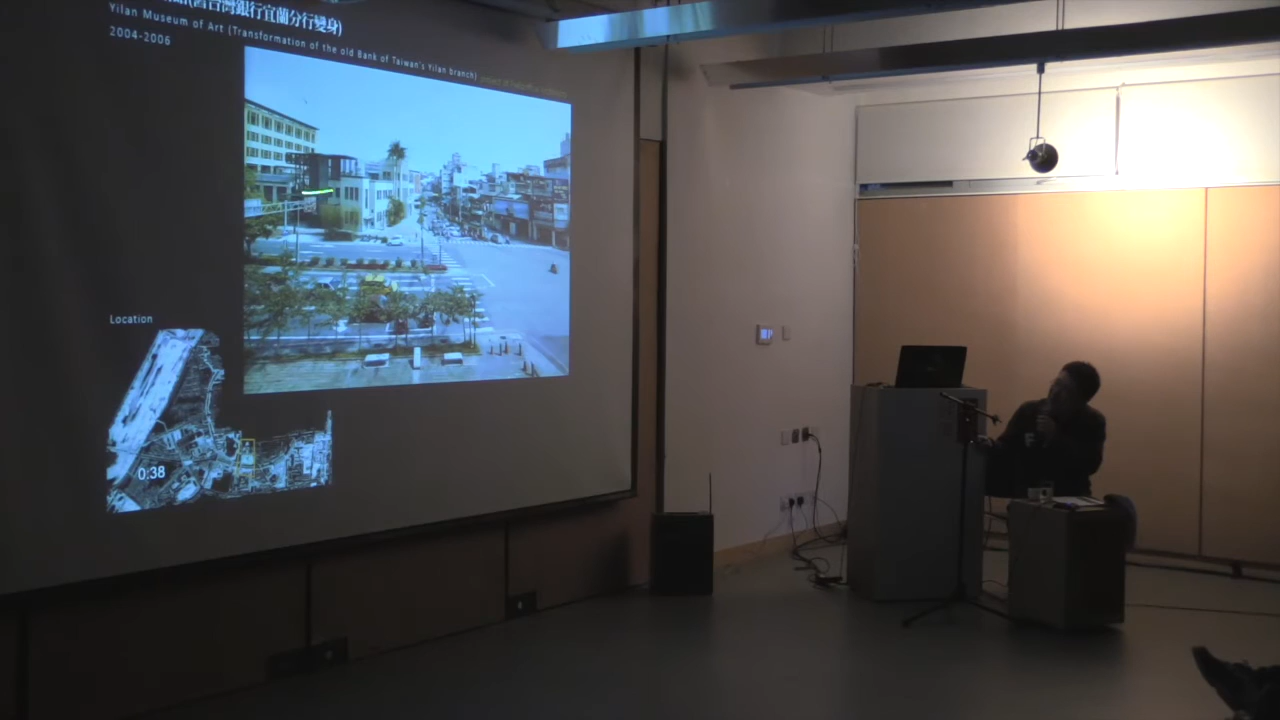 (舊台灣銀行宜蘭分行變身)
Yilan Museum of Art (Transformation of the old Bank of Taiwan's Yilan branch)
2004-2006
Location
0:38